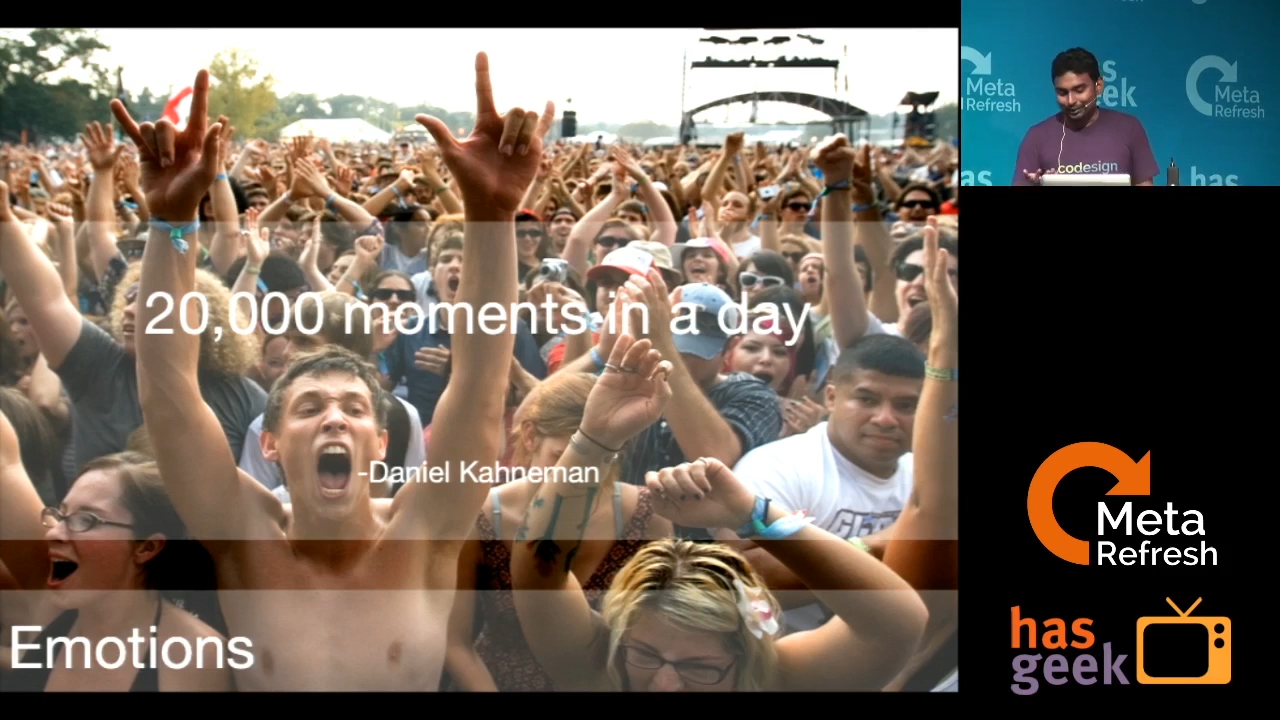 20,000 moments in a day
-Daniel Kahneman
Emotions
Meta
Refresh
has
geek
Meta
Refresh
as
has
codesign
Meta
Refresh
has
geek